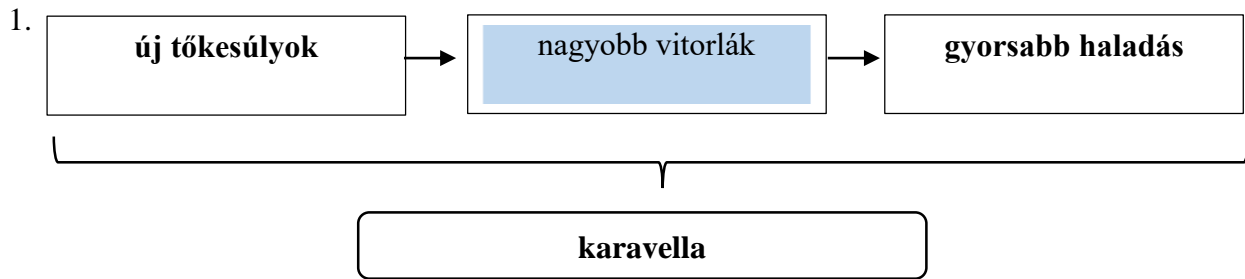 1.
új tőkesúlyok
nagyobb vitorlák
gyorsabb haladás
karavella